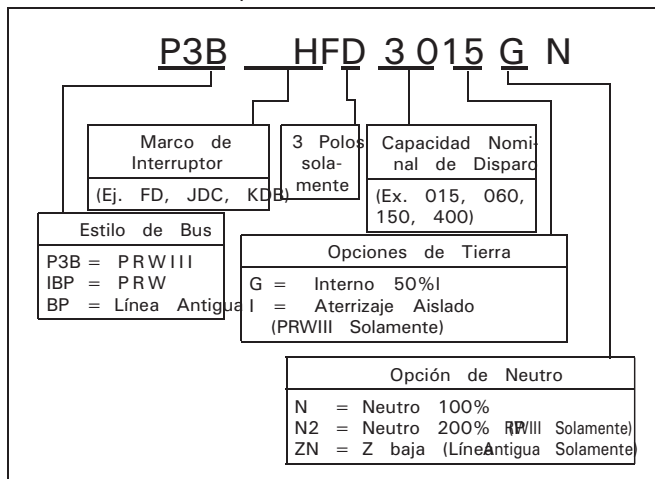 P3B HFD 3 015 G N
Marco de
Interruptor
(Ej. FD, JDC, KDB)
3 Polos
sola-
mente
Capacidad Nomi-
nal de Disparo
(Ex. 015, 060,
150, 400)
Estilo de Bus
P3B = PRWIII
IBP = PRW
BP = Línea Antigua
Opciones de Tierra
G = Interno 50%I
I = Aterrizaje Aislado
(PRWIII Solamente)
Opción de Neutro
N = Neutro 100%
N2 = Neutro 200% (PRWIII Solamente)
ZN = Z baja (Línea Antigua Solamente)